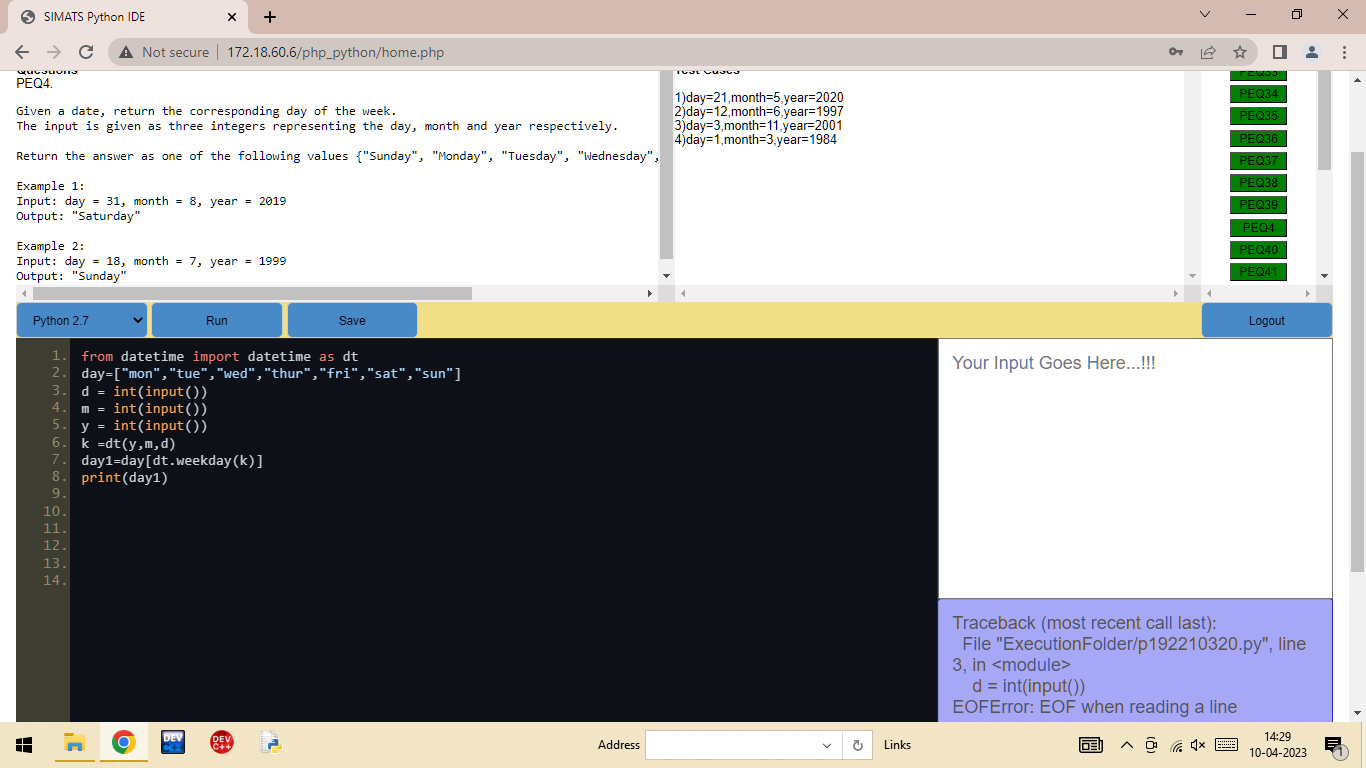 SIMATS Python IDE
Not secure
172.18.60.6/php_python/home.php
Questions
PEQ4.
Given a date, return the corresponding day of the week.
The input is given as three integers representing the day, month and year respectively.
Return the answer as one of the following values {"Sunday", "Monday", "Tuesday", "Wednesday",
Example 1:
Input: day = 31, month = 8, year = 2019
Output: "Saturday"
Example 2:
Input: day = 18, month = 7, year = 1999
Output: "Sunday"
Test Cases
1)day=21,month=5,year=2020
2)day=12,month=6,year=1997
3)day=3,month=11,year=2001
4)day=1,month=3,year=1984
PEQ33
PEQ34
PEQ35
PEQ36
PEQ37
PEQ38
PEQ39
PEQ4
PEQ40
PEQ41
Python 2.7
Run
Save
Logout
1. from datetime import datetime as dt
2. day=["mon","tue","wed","thur","fri","sat","sun"]
3. d = int(input())
4. m = int(input())
5. y = int(input())
6. k =dt(y,m,d)
7. day1=day[dt.weekday(k)]
8. print(day1)
9.
10.
11.
12.
13.
14.
Your Input Goes Here...!!!
Traceback (most recent call last):
File "ExecutionFolder/p192210320.py", line
3, in <module>
d = int(input())
EOFError: EOF when reading a line
DEV C++
DEV C++
Address
Links
14:29
10-04-2023
1